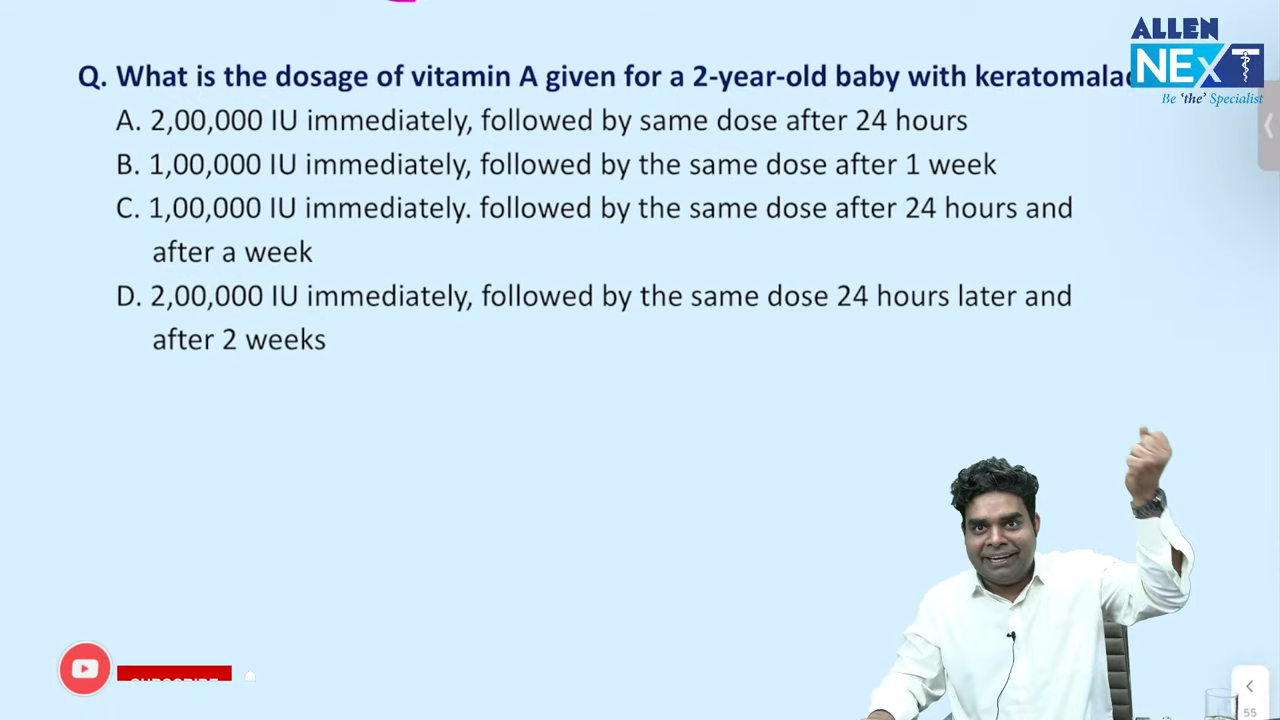 ALLEN
NEXT
Be 'the' Specialist
Q. What is the dosage of vitamin A given for a 2-year-old baby with
A. 2,00,000 IU immediately, followed by same dose after 24 hours
B. 1,00,000 IU immediately, followed by the same dose after 1 week
C. 1,00,000 IU immediately. followed by the same dose after 24 hours and
after a week
D. 2,00,000 IU immediately, followed by the same dose 24 hours later and
after 2 weeks
SUBSCRIBE
55